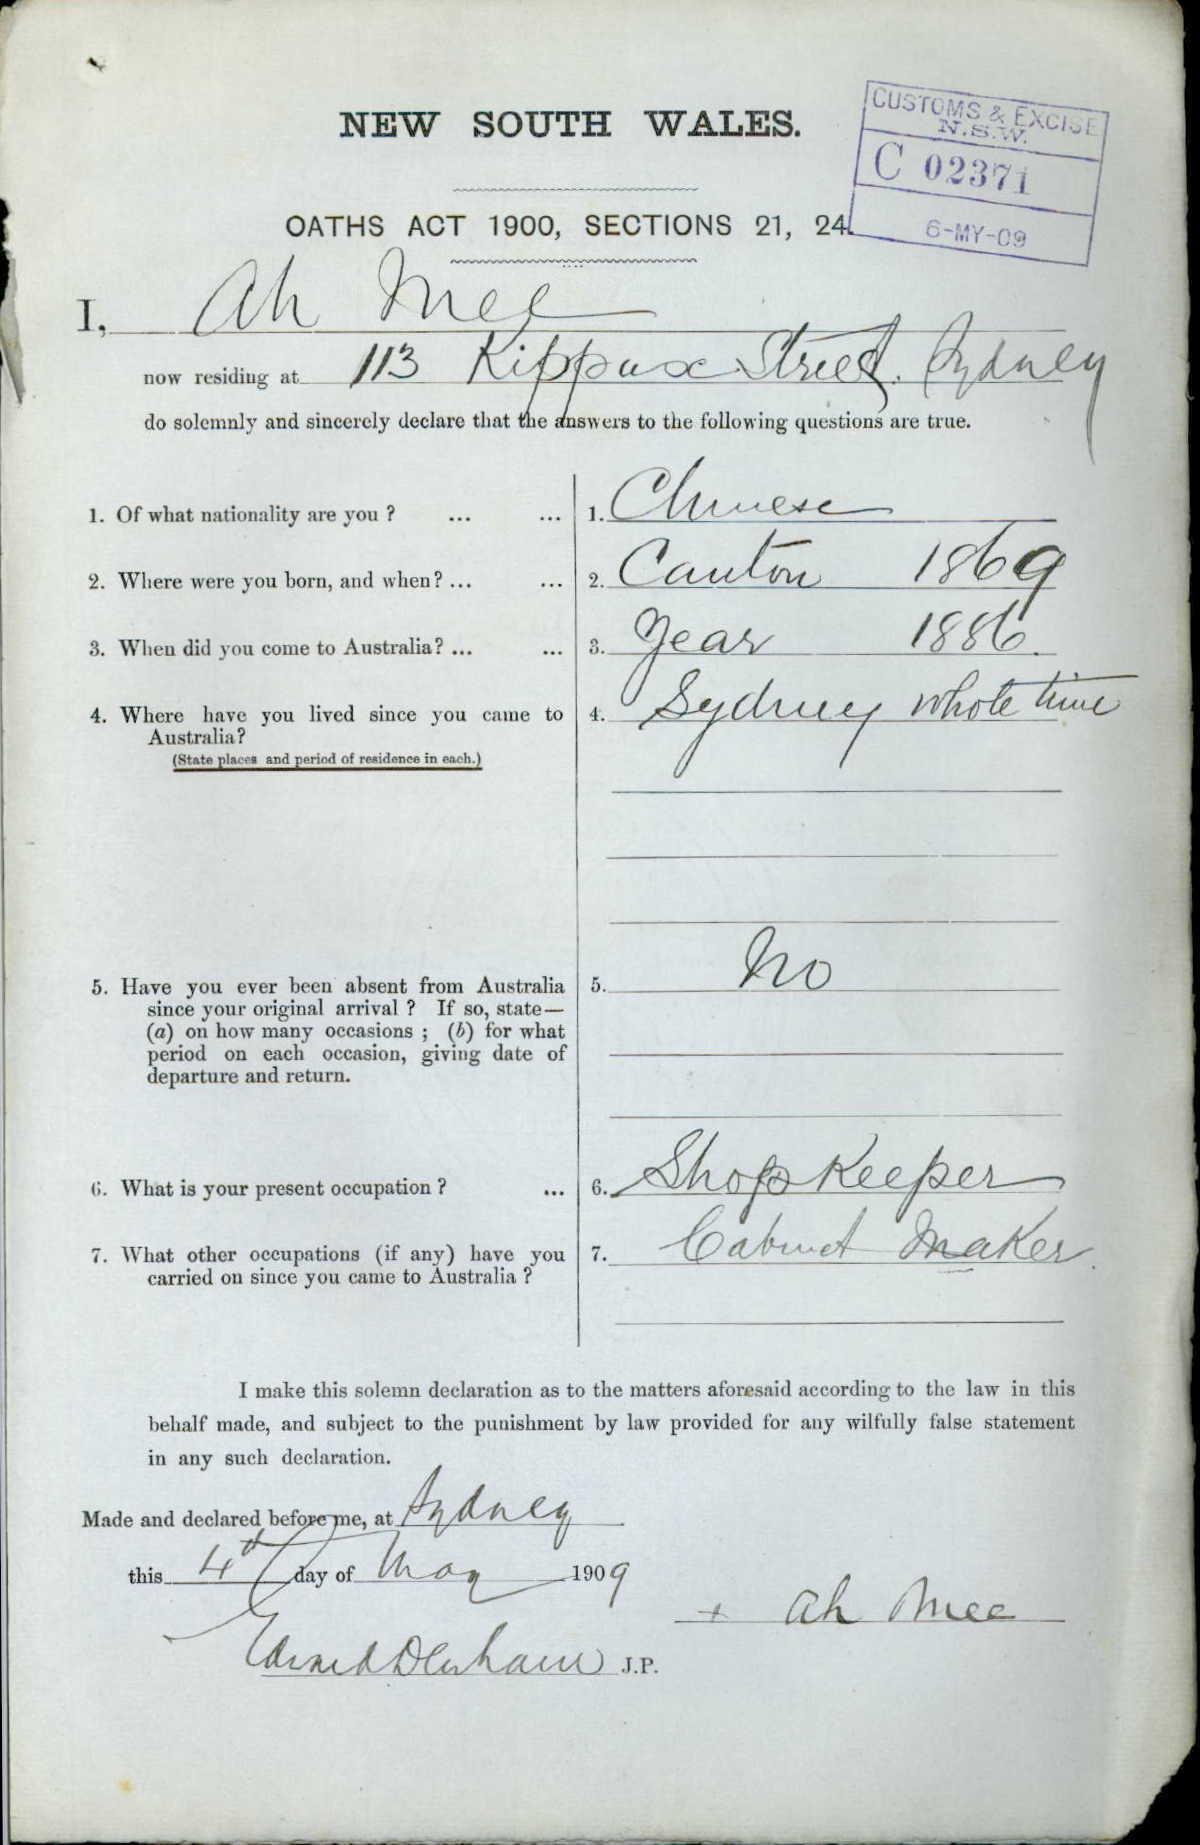 CUSTOMS & EXCISE
N.S.W.
C 02371
6-MY-09
NEW SOUTH WALES.
OATHS ACT 1900, SECTIONS 21, 24.
I, Ah Mee
now residing at 113 Kippax Street. Sydney
do solemnly and sincerely declare that the answers to the following questions are true.
1. Of what nationality are you ? ... ... 1. Chinese
2. Where were you born, and when? ... ... 2. Canton 1869
3. When did you come to Australia? ... ... 3. Year 1886.
4. Where have you lived since you came to 4. Sydney whole time
Australia?
(State places and period of residence in each.)
5. Have you ever been absent from Australia 5. No
since your original arrival ? If so, state—
(a) on how many occasions ; (b) for what
period on each occasion, giving date of
departure and return.
6. What is your present occupation ? ... 6. Shop Keeper
7. What other occupations (if any) have you 7. Cabinet Maker
carried on since you came to Australia ?
I make this solemn declaration as to the matters aforesaid according to the law in this
behalf made, and subject to the punishment by law provided for any wilfully false statement
in any such declaration.
Made and declared before me, at Sydney
this 4th day of May 1909
+ Ah Mee
Edward Denham J.P.